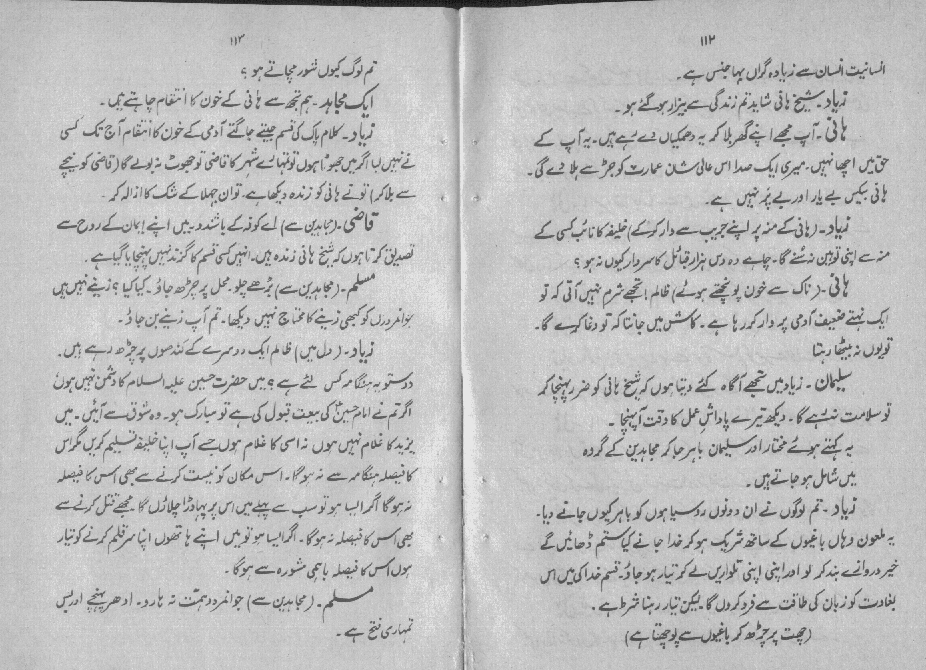 ۱۱۲
انسانیت انسان سے زیادہ گراں بہا جنس ہے۔
زیاد۔ شیخ ہانی شاید تم زندگی سے بیزار ہو گئے ہو۔
ہانی۔ آپ مجھے اپنے گھر بلا کر یہ دھمکیاں دے رہے ہیں۔ یہ آپ کے
حق میں اچھا نہیں۔ میری ایک صدا اس عالی شان عمارت کو جڑ سے ہلا دے گی۔
ہانی بیکس بے یار اور بے پر نہیں ہے۔
زیاد۔ (ہانی کے منہ پر اپنے جریب سے وار کر کے) خلیفہ کا نائب کسی کے
منہ سے اپنی توہین نہ سنے گا۔ چاہے وہ دس ہزار قبائل کا سردار کیوں نہ ہو؟
ہانی۔ (ناک سے خون پونچھتے ہوئے) ظالم! تجھے شرم نہیں آتی کہ تو
ایک نہتے ضعیف آدمی پر وار کر رہا ہے۔ کاش میں جانتا کہ تو دغا کرے گا۔
تو یوں نہ بیٹھا رہتا
سلیمان۔ زیاد میں تجھے آگاہ کئے دیتا ہوں کہ شیخ ہانی کو ضرر پہنچا کر
تو سلامت نہ رہے گا۔ دیکھ تیرے پاداش عمل کا وقت آ پہنچا۔
یہ کہتے ہوئے مختار اور سلیمان باہر جا کر مجاہدین کے گروہ
میں شامل ہو جاتے ہیں۔
زیاد۔ تم لوگوں نے ان دونوں روسیاہوں کو باہر کیوں جانے دیا۔
یہ ملعون وہاں باغیوں کے ساتھ شریک ہو کر خدا جانے کیا ستم ڈھائیں گے
خیر دروازے بند کر لو اور اپنی اپنی تلواریں لے کر تیار ہو جاؤ۔ قسم خدا کی میں اس
بغاوت کو زبان کی طاقت سے فرو کروں گا۔ لیکن تیار رہنا شرط ہے۔
(چھت پر چڑھ کر باغیوں سے پوچھتا ہے)
۱۱۳
تم لوگ کیوں شور مچاتے ہو؟
ایک مجاہد۔ ہم تجھ سے ہانی کے خون کا انتقام چاہتے ہیں۔
زیاد۔ کلام پاک کی قسم جیتے جاگتے آدمی کے خون کا انتقام آج تک کسی
نے نہیں لیا اگر میں جھوٹا ہوں تو تمہارے شہر کا قاضی تو جھوٹ نہ بولے گا (قاضی کو نیچے
سے بلا کر) تو نے ہانی کو زندہ دیکھا ہے۔ تو ان جہلا کے شک کا ازالہ کر۔
قاضی۔ (مجاہدین سے) اے کوفہ کے باشندو۔ میں اپنے ایمان کے روح سے
تصدیق کرتا ہوں کہ شیخ ہانی زندہ ہیں۔ انہیں کسی قسم کا گزند نہیں پہنچایا گیا ہے۔
مسلم۔ (مجاہدین سے) بڑھے چلو۔ محل پر چڑھ جاؤ۔ کیا کہا؟ زینے نہیں ہیں
جوانمردوں کو کبھی زینے کا محتاج نہیں دیکھا۔ تم آپ زینے بن جاؤ۔
زیاد۔ (دل میں) ظالم ایک دوسرے کے کندھوں پر چڑھ رہے ہیں۔
دوستو یہ ہنگامہ کس لئے ہے؟ میں حضرت حسین علیہ السلام کا دشمن نہیں ہوں
اگر تم نے امام حسینؑ کی بیعت قبول کی ہے تو مبارک ہو۔ وہ شوق سے آئیں۔ میں
یزید کا غلام نہیں ہوں نہ اسی کا غلام ہوں جسے آپ اپنا خلیفہ تسلیم کریں مگر اس
کا فیصلہ ہنگامہ سے نہ ہوگا۔ اس مکان کو نیست کرنے سے بھی اس کا فیصلہ
نہ ہوگا اگر ایسا ہو تو سب سے پہلے میں اس پر پھاوڑا چلاؤں گا۔ مجھے قتل کرنے سے
بھی اس کا فیصلہ نہ ہوگا۔ اگر ایسا ہو تو میں اپنے ہاتھوں اپنا سر قلم کرنے کو تیار
ہوں اس کا فیصلہ باہمی مشورہ سے ہوگا۔
مسلم۔ (مجاہدین سے) جوانمردو ہمت نہ ہارو۔ ادھر پہنچے اور بس
تمہاری فتح ہے۔